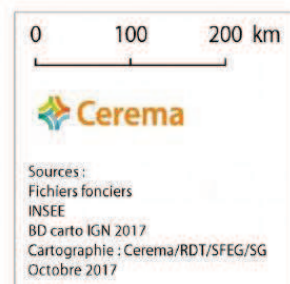 0 100 200 km
Cerema
Sources :
Fichiers fonciers
INSEE
BD carto IGN 2017
Cartographie : Cerema/RDT/SFEG/SG
Octobre 2017